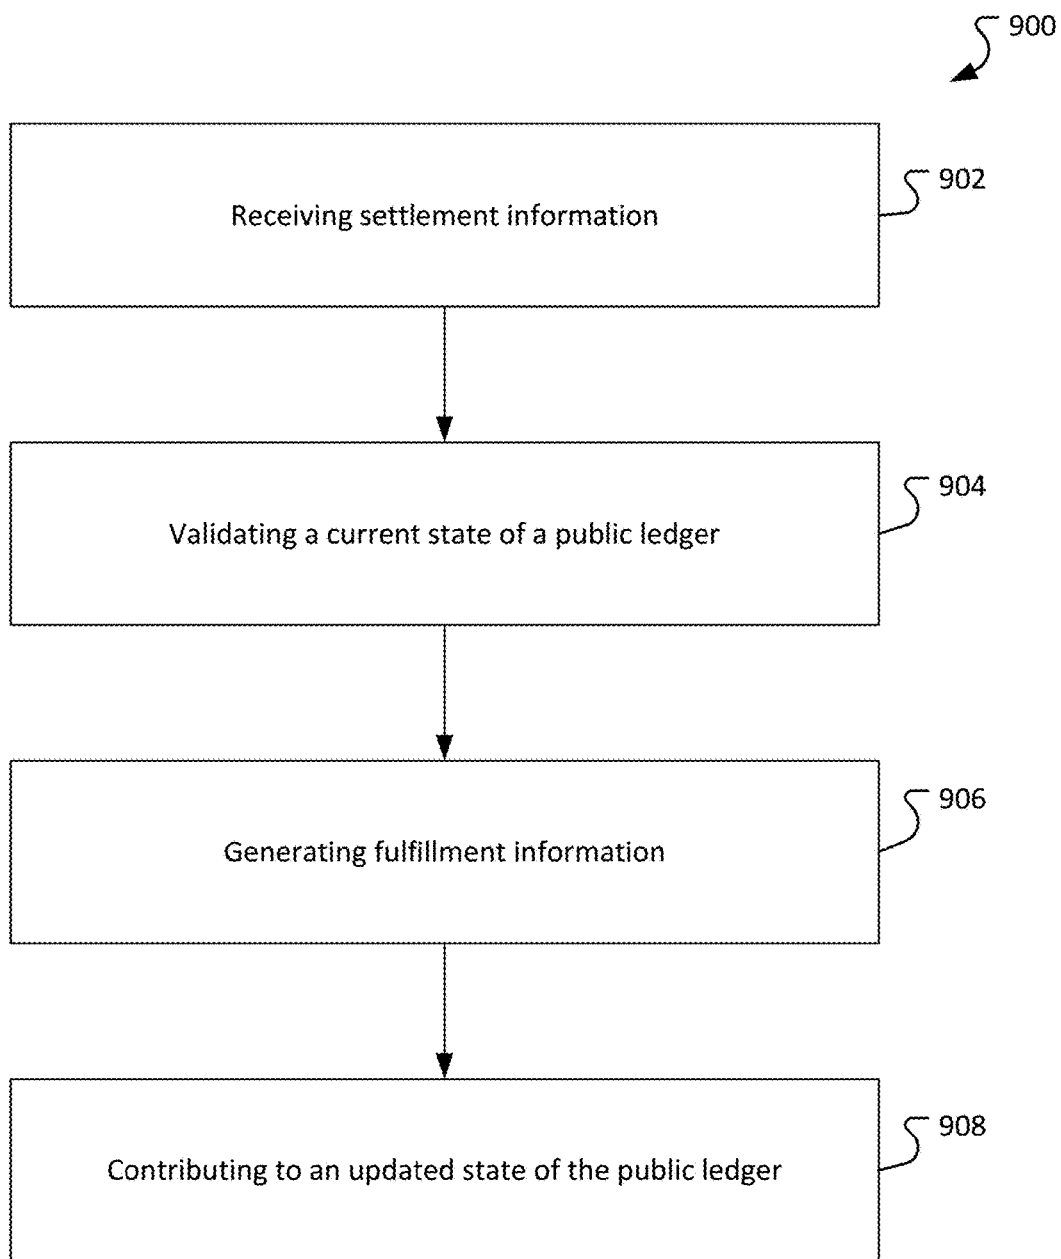 900
Receiving settlement information
902
Validating a current state of a public ledger
904
Generating fulfillment information
906
Contributing to an updated state of the public ledger
908